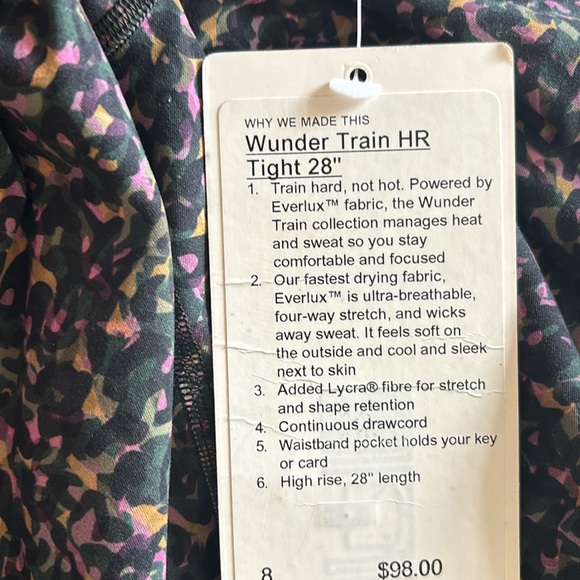 WHY WE MADE THIS
Wunder Train HR
Tight 28"
1. Train hard, not hot. Powered by
Everlux™ fabric, the Wunder
Train collection manages heat
and sweat so you stay
comfortable and focused
2. Our fastest drying fabric,
Everlux™ is ultra-breathable,
four-way stretch, and wicks
away sweat. It feels soft on
the outside and cool and sleek
next to skin
3. Added Lycra® fibre for stretch
and shape retention
4. Continuous drawcord
5. Waistband pocket holds your key
or card
6. High rise, 28" length
8 $98.00